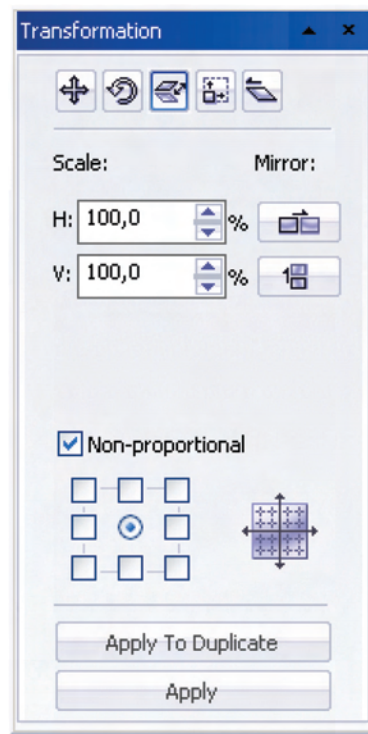 Transformation
Scale: Mirror:
H: 100,0 %
V: 100,0 %
Non-proportional
Apply To Duplicate
Apply